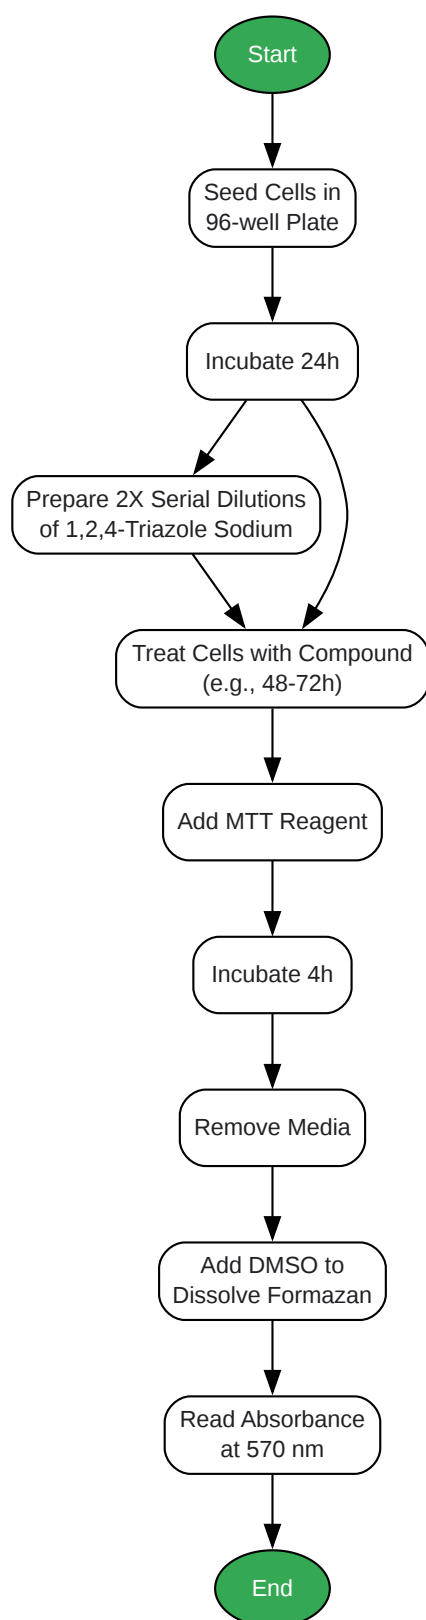 Start
Seed Cells in
96-well Plate
Incubate 24h
Prepare 2X Serial Dilutions
of 1,2,4-Triazole Sodium
Treat Cells with Compound
(e.g., 48-72h)
Add MTT Reagent
Incubate 4h
Remove Media
Add DMSO to
Dissolve Formazan
Read Absorbance
at 570 nm
End